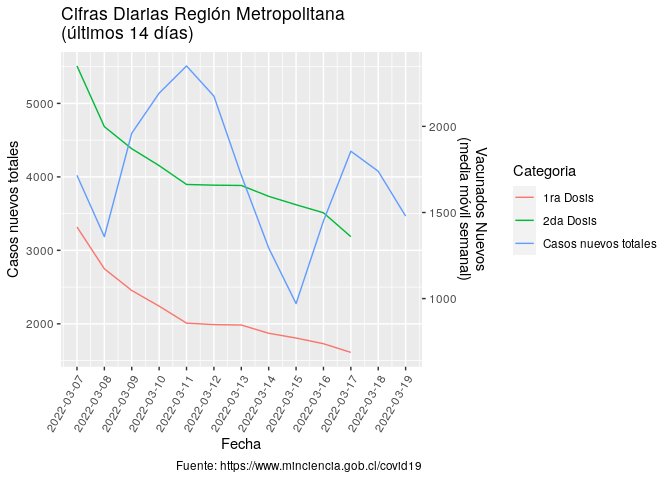 Cifras Diarias Región Metropolitana
(últimos 14 días)
Casos nuevos totales
5000
4000
3000
2000
2000
1500
1000
Vacunados Nuevos
(media móvil semanal)
Categoria
1ra Dosis
2da Dosis
Casos nuevos totales
2022-03-07
2022-03-08
2022-03-09
2022-03-10
2022-03-11
2022-03-12
2022-03-13
2022-03-14
2022-03-15
2022-03-16
2022-03-17
2022-03-18
2022-03-19
Fecha
Fuente: https://www.minciencia.gob.cl/covid19